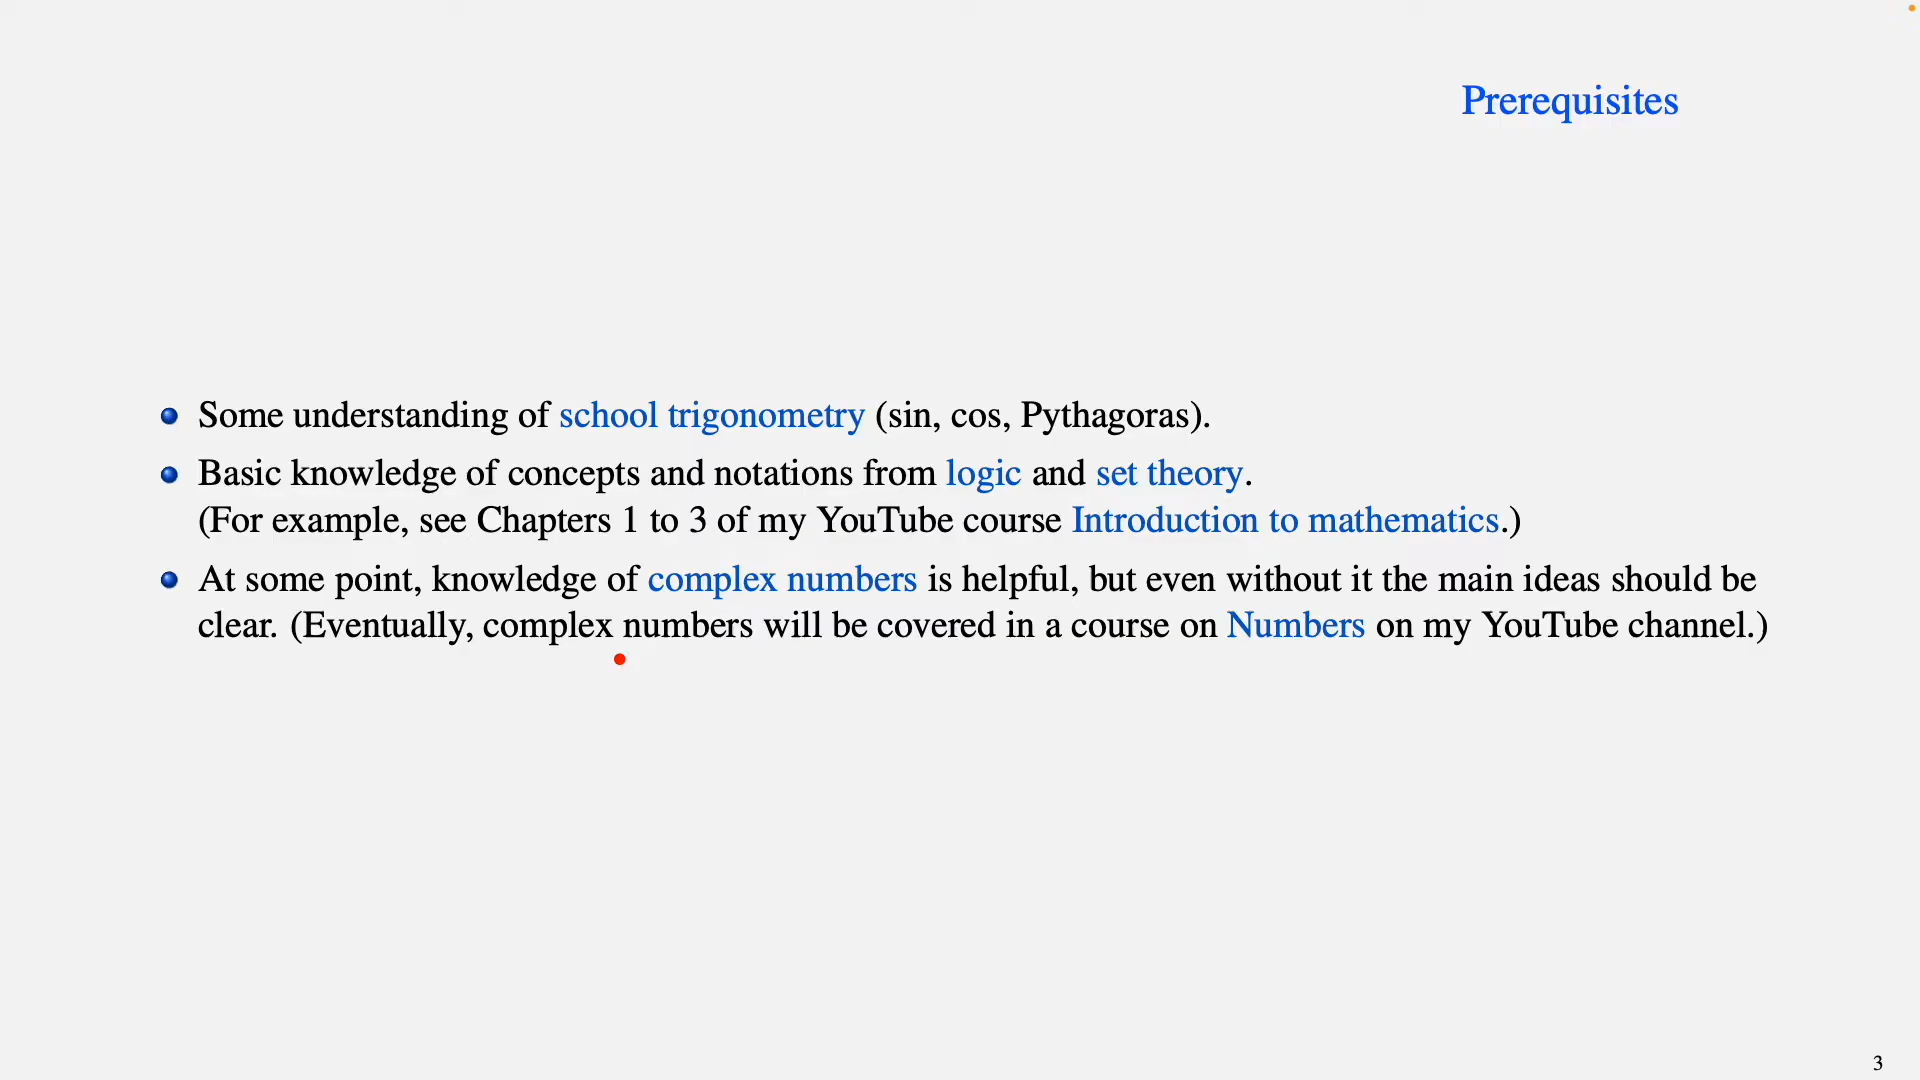 Prerequisites
Some understanding of school trigonometry (sin, cos, Pythagoras).
Basic knowledge of concepts and notations from logic and set theory.
(For example, see Chapters 1 to 3 of my YouTube course Introduction to mathematics.)
At some point, knowledge of complex numbers is helpful, but even without it the main ideas should be
clear. (Eventually, complex numbers will be covered in a course on Numbers on my YouTube channel.)
3